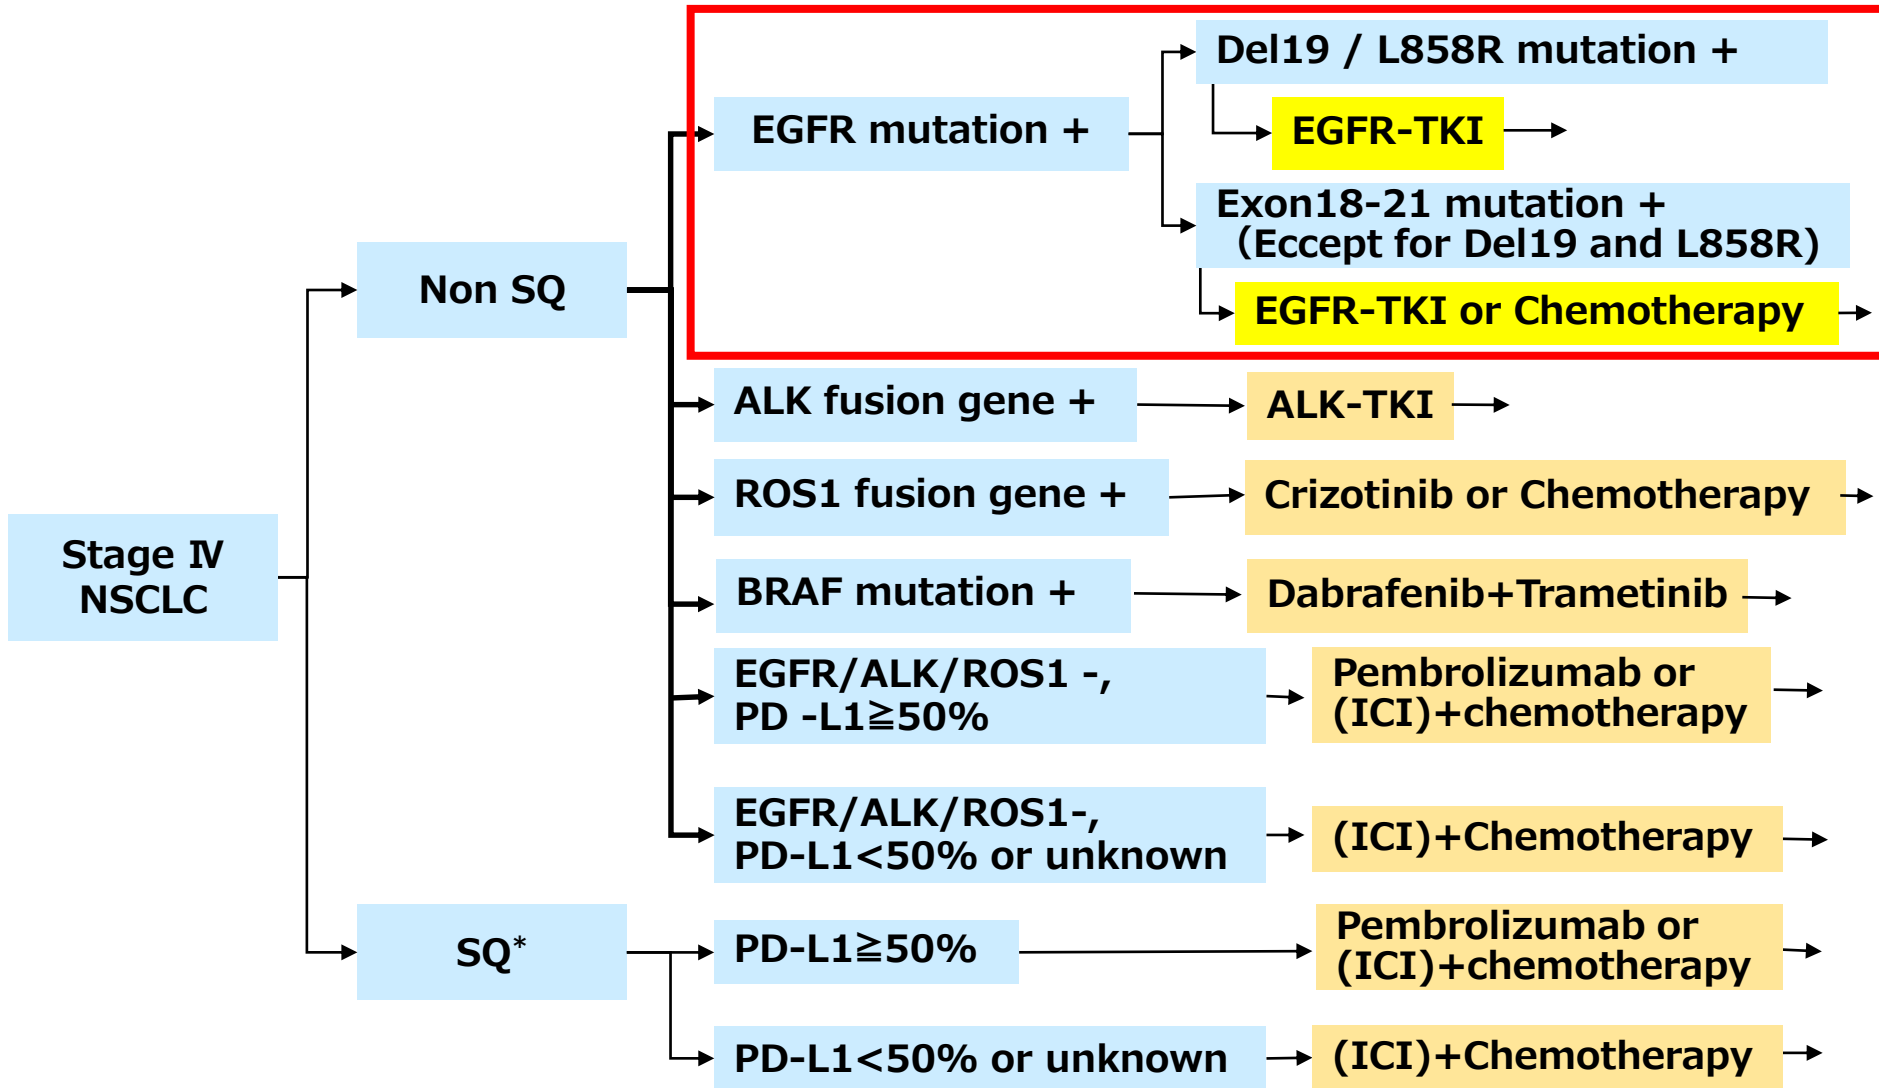 Del19 / L858R mutation +
EGFR mutation +
EGFR-TKI
Exon18-21 mutation +
(Eccept for Del19 and L858R)
EGFR-TKI or Chemotherapy
Non SQ
ALK fusion gene +
ALK-TKI
ROS1 fusion gene +
Crizotinib or Chemotherapy
Stage Ⅳ
NSCLC
BRAF mutation +
Dabrafenib+Trametinib
EGFR/ALK/ROS1 -,
PD -L1≧50%
Pembrolizumab or
(ICI)+chemotherapy
EGFR/ALK/ROS1-,
PD-L1<50% or unknown
(ICI)+Chemotherapy
SQ*
PD-L1≧50%
Pembrolizumab or
(ICI)+chemotherapy
PD-L1<50% or unknown
(ICI)+Chemotherapy